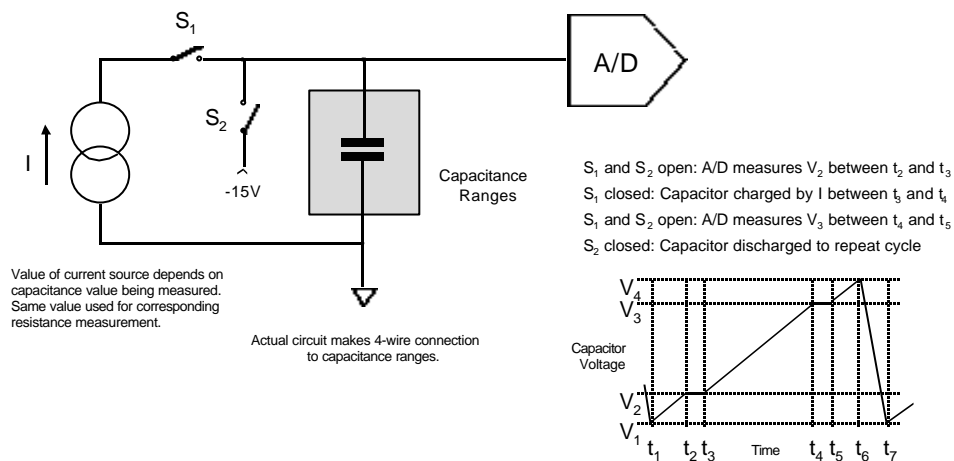 S₁
A/D
S₂
I
-15V
Capacitance
Ranges
S₁ and S₂ open: A/D measures V₂ between t₂ and t₃
S₁ closed: Capacitor charged by I between t₃ and t₄
S₁ and S₂ open: A/D measures V₃ between t₄ and t₅
S₂ closed: Capacitor discharged to repeat cycle
Value of current source depends on
capacitance value being measured.
Same value used for corresponding
resistance measurement.
Actual circuit makes 4-wire connection
to capacitance ranges.
V₄
V₃
Capacitor
Voltage
V₂
V₁
t₁ t₂ t₃ Time t₄ t₅ t₆ t₇